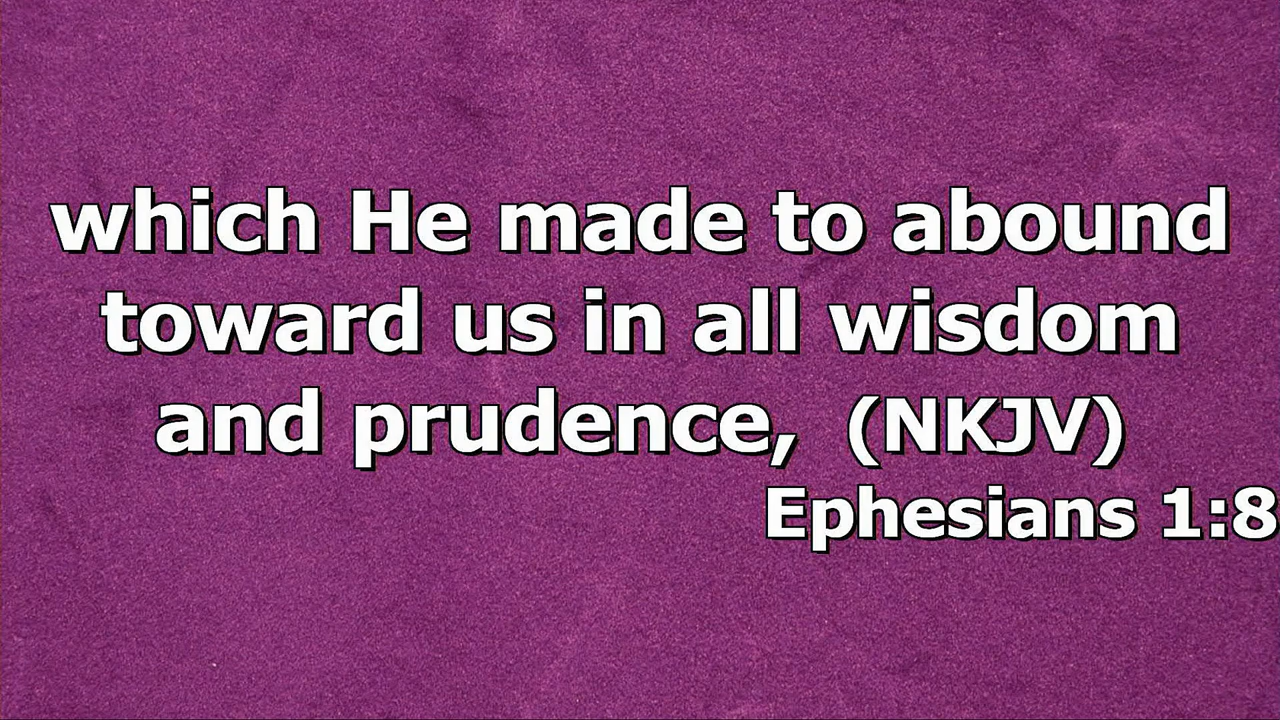 which He made to abound
toward us in all wisdom
and prudence,  (NKJV)
Ephesians 1:8